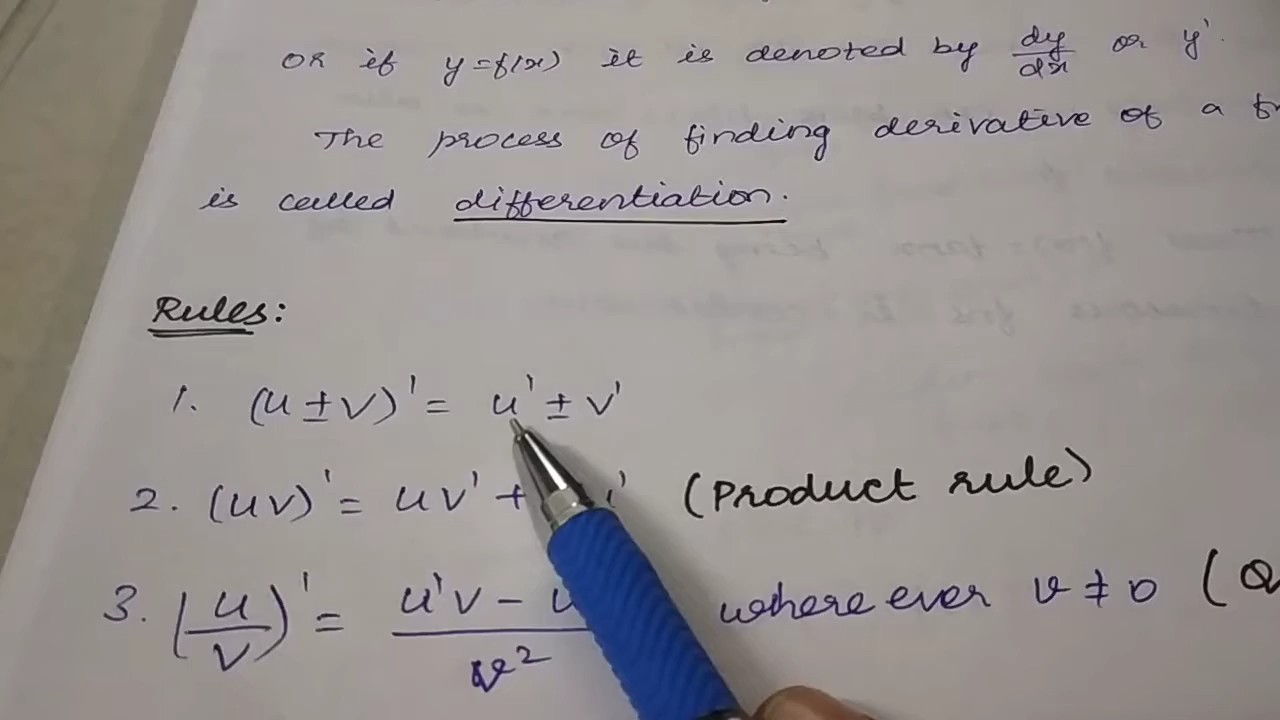 or if y = f(x) it is denoted by dy/dx or y'.
The process of finding derivative of a
is called differentiation.
Rules:
1. (u ± v)' = u' ± v'
2. (uv)' = uv' + u' (Product rule)
3. (u/v)' = u'v - / v² where ever v ≠ 0 (